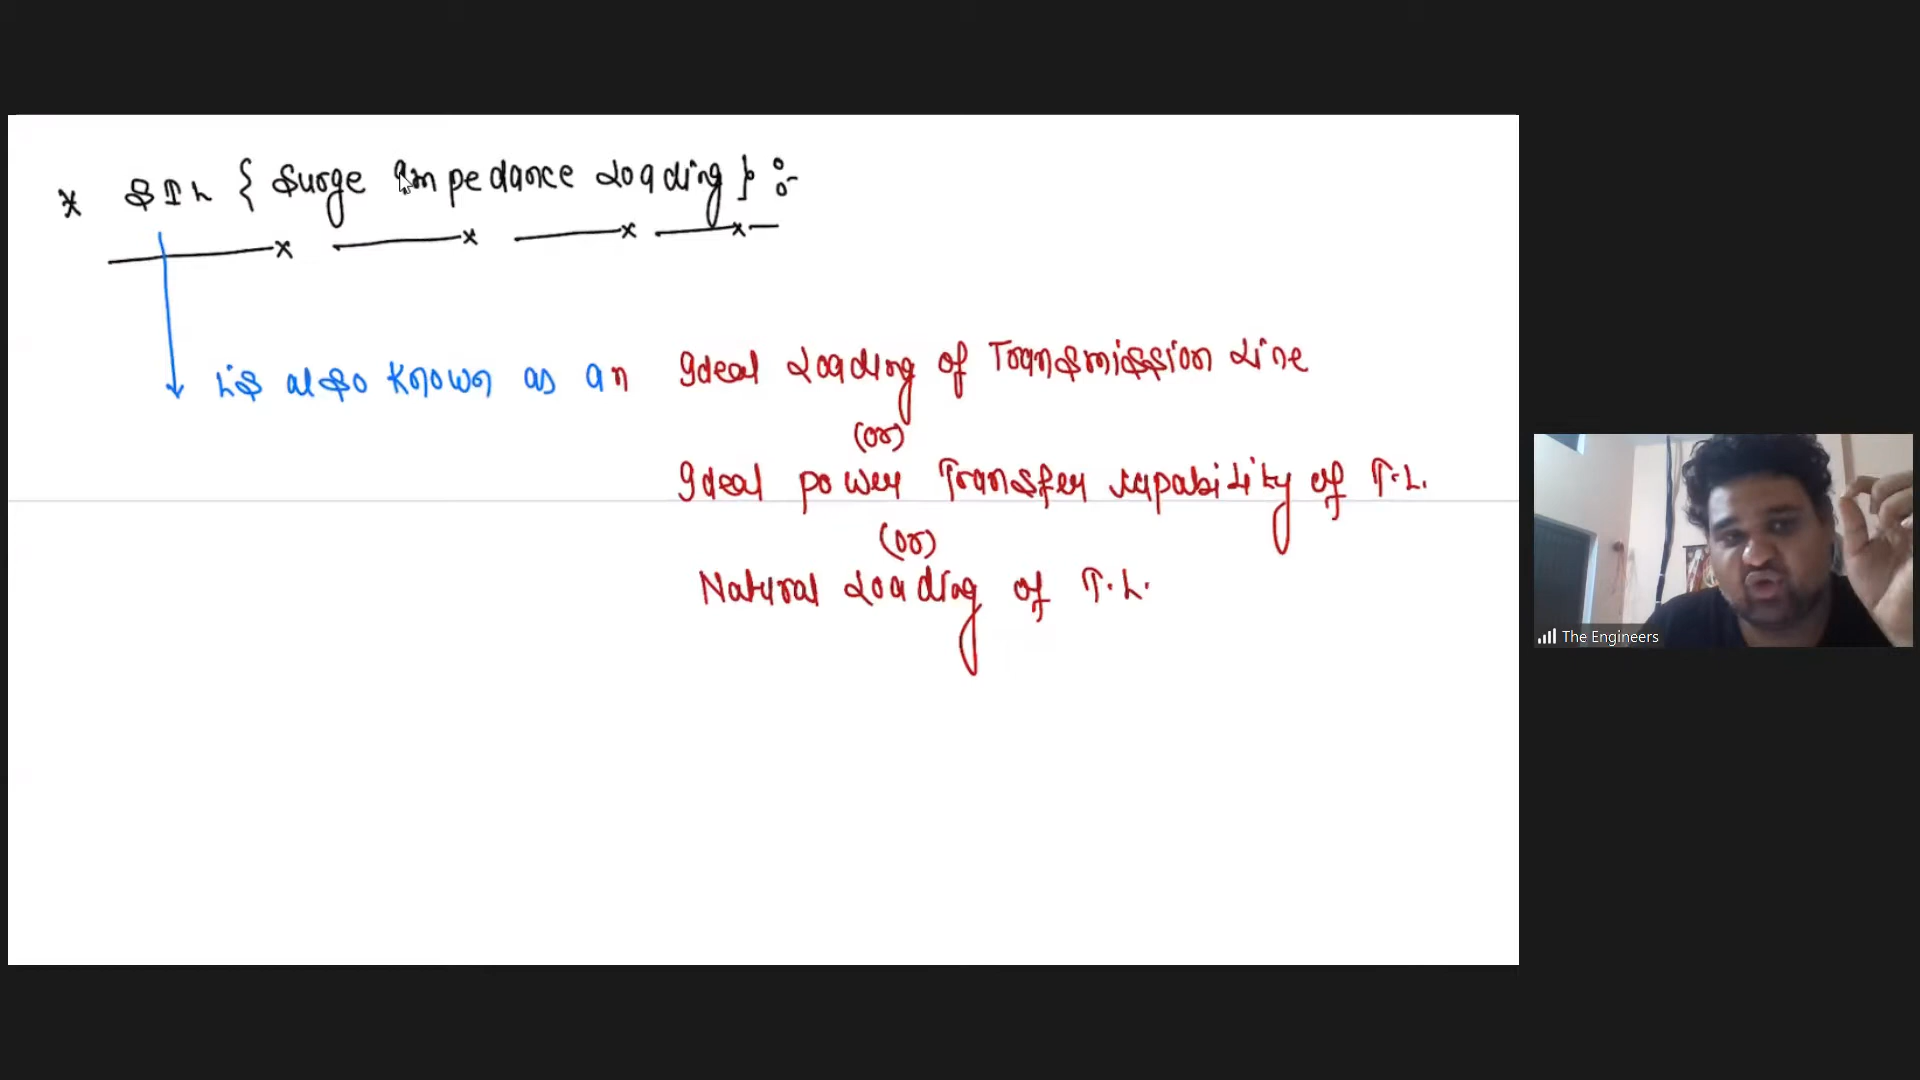 * SIL { Surge Impedance Loading } :-
is also known as an Ideal Loading of Transmission Line
(or)
Ideal power Transfer capability of T.L.
(or)
Natural Loading of T.L.
The Engineers